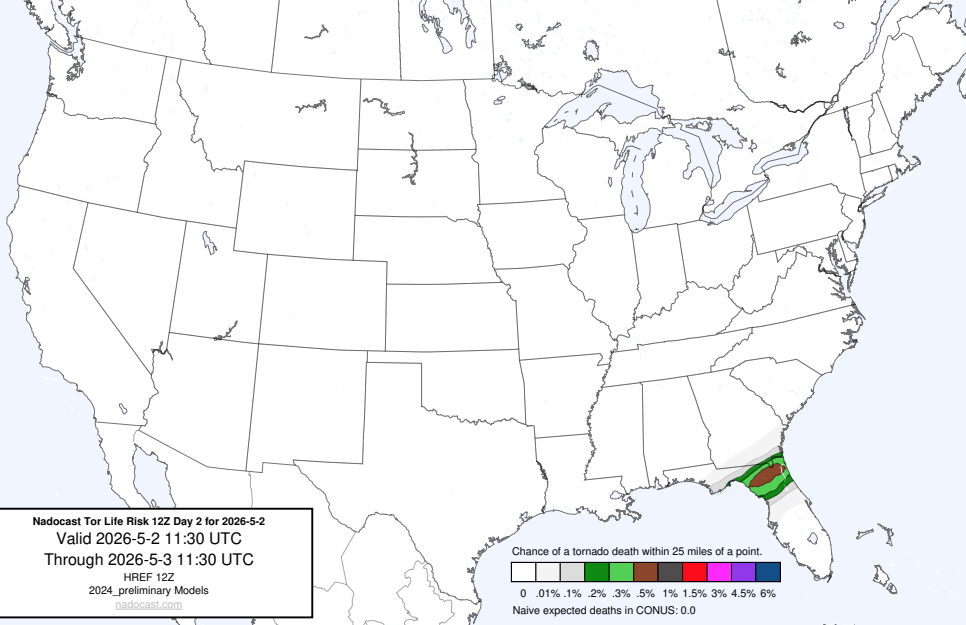 Nadocast Tor Life Risk 12Z Day 2 for 2026-5-2
Valid 2026-5-2 11:30 UTC
Through 2026-5-3 11:30 UTC
HREF 12Z
2024_preliminary Models
nadocast.com
Chance of a tornado death within 25 miles of a point.
0 .01% .1% .2% .3% .5% 1% 1.5% 3% 4.5% 6%
Naive expected deaths in CONUS: 0.0